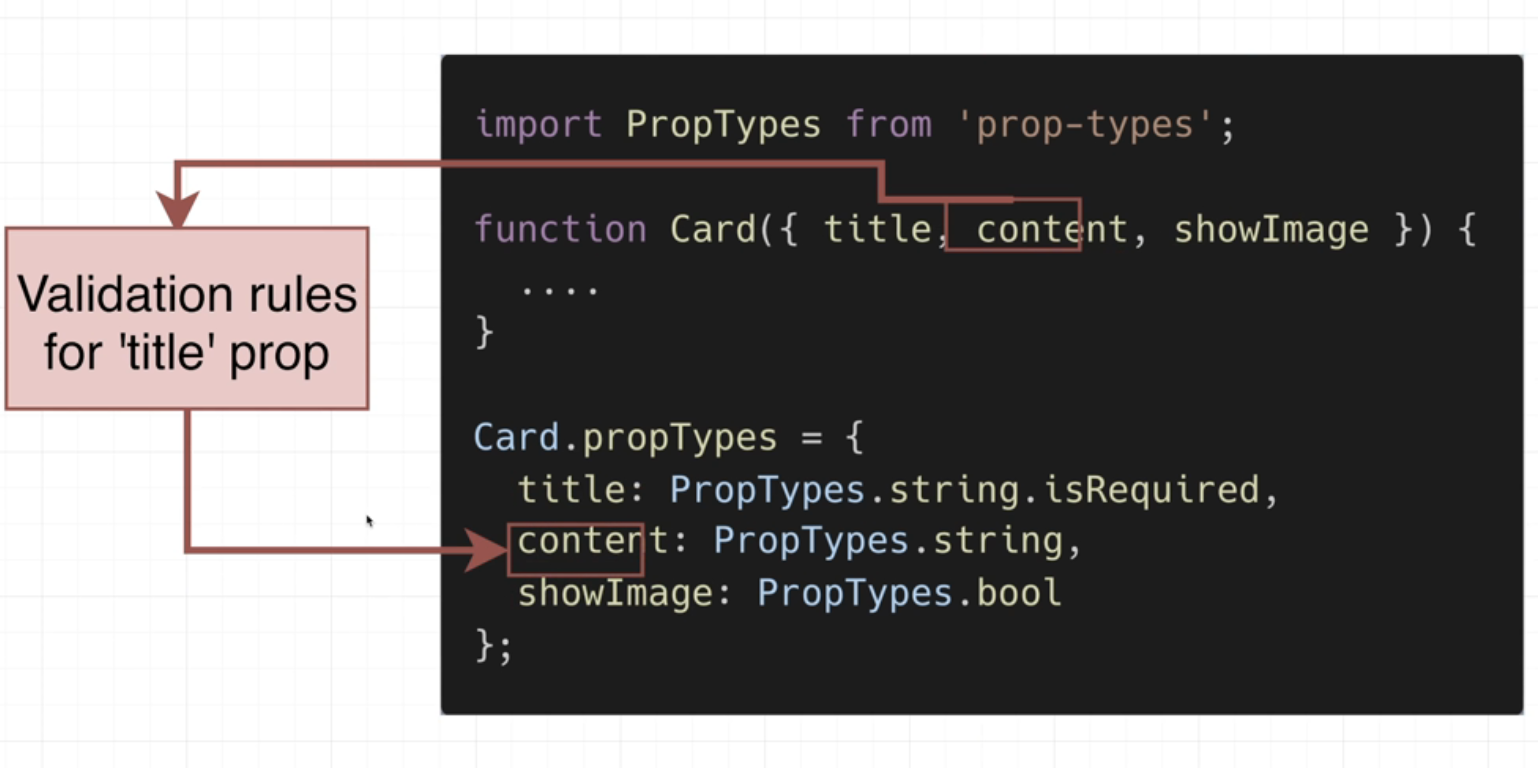 import PropTypes from 'prop-types';
function Card({ title, content, showImage }) {
....
}
Validation rules
for 'title' prop
Card.propTypes = {
title: PropTypes.string.isRequired,
content: PropTypes.string,
showImage: PropTypes.bool
};